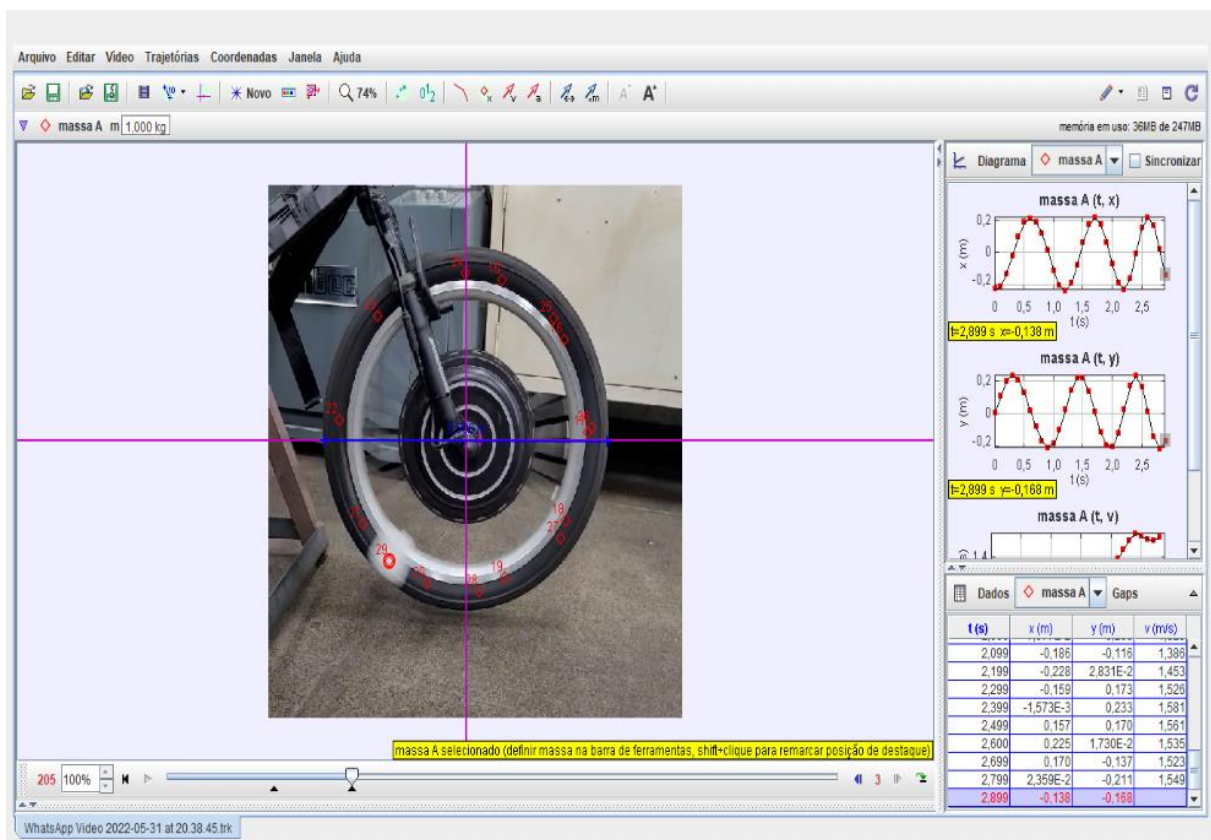 Arquivo Editar Vídeo Trajetórias Coordenadas Janela Ajuda
Novo 74%
massa A m 1,000 kg
memória em uso: 36MB de 247MB
Diagrama massa A Sincronizar
massa A (t, x)
x (m)
0,2
0
-0,2
0 0,5 1,0 1,5 2,0 2,5
t(s)
t=2,899 s x=-0,138 m
massa A (t, y)
y (m)
0,2
0
-0,2
0 0,5 1,0 1,5 2,0 2,5
t(s)
t=2,899 s y=-0,168 m
massa A (t, v)
1,4
22
18
27
29
19
28
massa A selecionado (definir massa na barra de ferramentas, shift+clique para remarcar posição de destaque)
Dados massa A Gaps
t (s) x (m) y (m) v (m/s)
2,099 -0,186 -0,116 1,386
2,199 -0,228 2,831E-2 1,453
2,299 -0,159 0,173 1,526
2,399 -1,573E-3 0,233 1,581
2,499 0,157 0,170 1,561
2,600 0,225 1,730E-2 1,535
2,699 0,170 -0,137 1,523
2,799 2,359E-2 -0,211 1,549
2,899 -0,138 -0,168
205 100% 3
WhatsApp Video 2022-05-31 at 20.38.45.trk